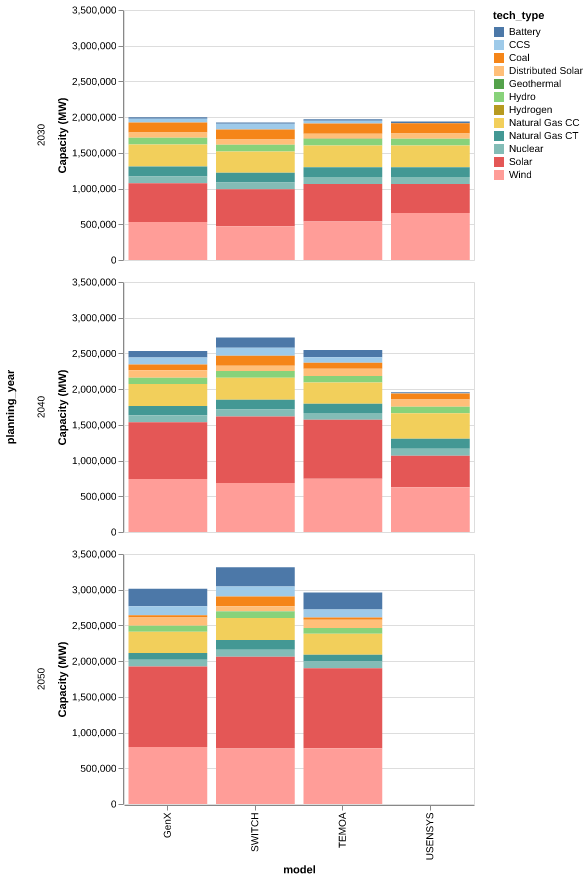 tech_type
Battery
CCS
Coal
Distributed Solar
Geothermal
Hydro
Hydrogen
Natural Gas CC
Natural Gas CT
Nuclear
Solar
Wind
planning_year
2030
Capacity (MW)
3,500,000
3,000,000
2,500,000
2,000,000
1,500,000
1,000,000
500,000
0
2040
Capacity (MW)
3,500,000
3,000,000
2,500,000
2,000,000
1,500,000
1,000,000
500,000
0
2050
Capacity (MW)
3,500,000
3,000,000
2,500,000
2,000,000
1,500,000
1,000,000
500,000
0
GenX
SWITCH
TEMOA
USENSYS
model